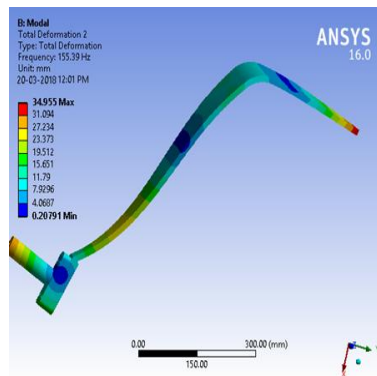 B: Modal
Total Deformation 2
Type: Total Deformation
Frequency: 155.39 Hz
Unit: mm
20-03-2018 12:01 PM
ANSYS
16.0
34.955 Max
31.094
27.234
23.373
19.512
15.651
11.79
7.9296
4.0687
0.20791 Min
0.00
300.00 (mm)
150.00